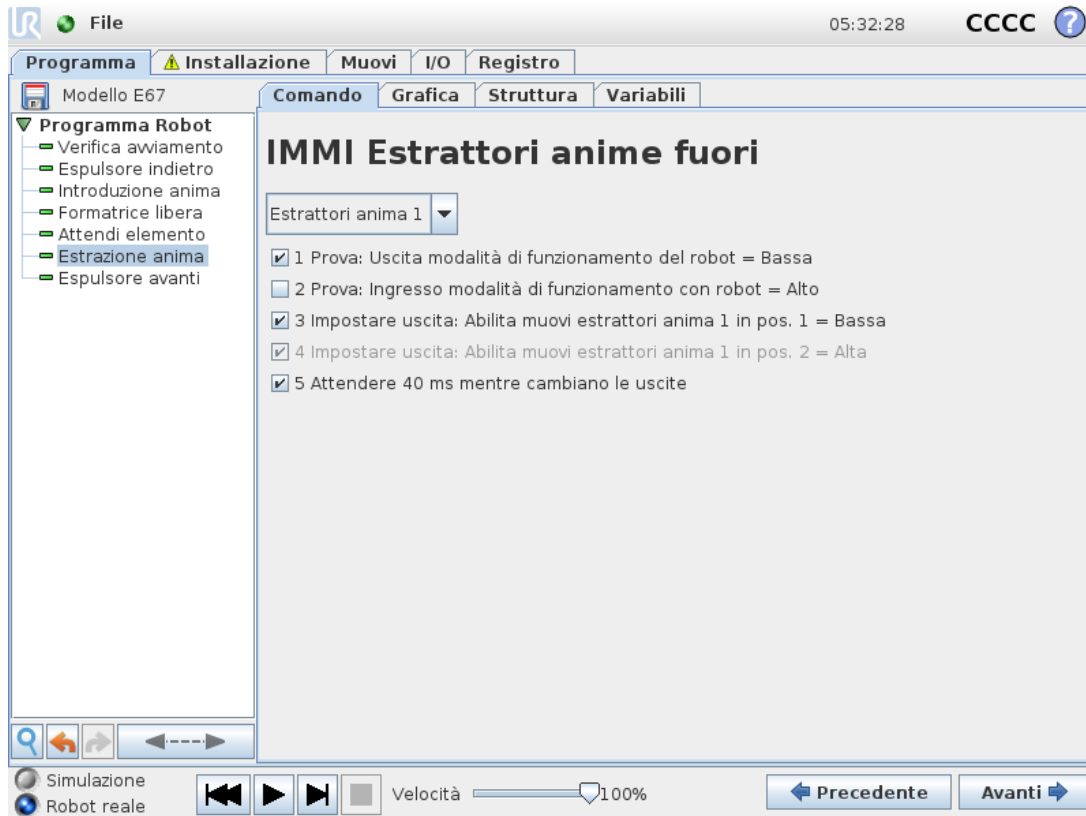 UR File 05:32:28 CCCC ?
Programma Installazione Muovi I/O Registro
Modello E67
Comando Grafica Struttura Variabili
Programma Robot
Verifica avviamento
Espulsore indietro
Introduzione anima
Formatrice libera
Attendi elemento
Estrazione anima
Espulsore avanti
IMMI Estrattori anime fuori
Estrattori anima 1
1 Prova: Uscita modalità di funzionamento del robot = Bassa
2 Prova: Ingresso modalità di funzionamento con robot = Alto
3 Impostare uscita: Abilita muovi estrattori anima 1 in pos. 1 = Bassa
4 Impostare uscita: Abilita muovi estrattori anima 1 in pos. 2 = Alta
5 Attendere 40 ms mentre cambiano le uscite
Simulazione
Robot reale
Velocità 100%
Precedente Avanti